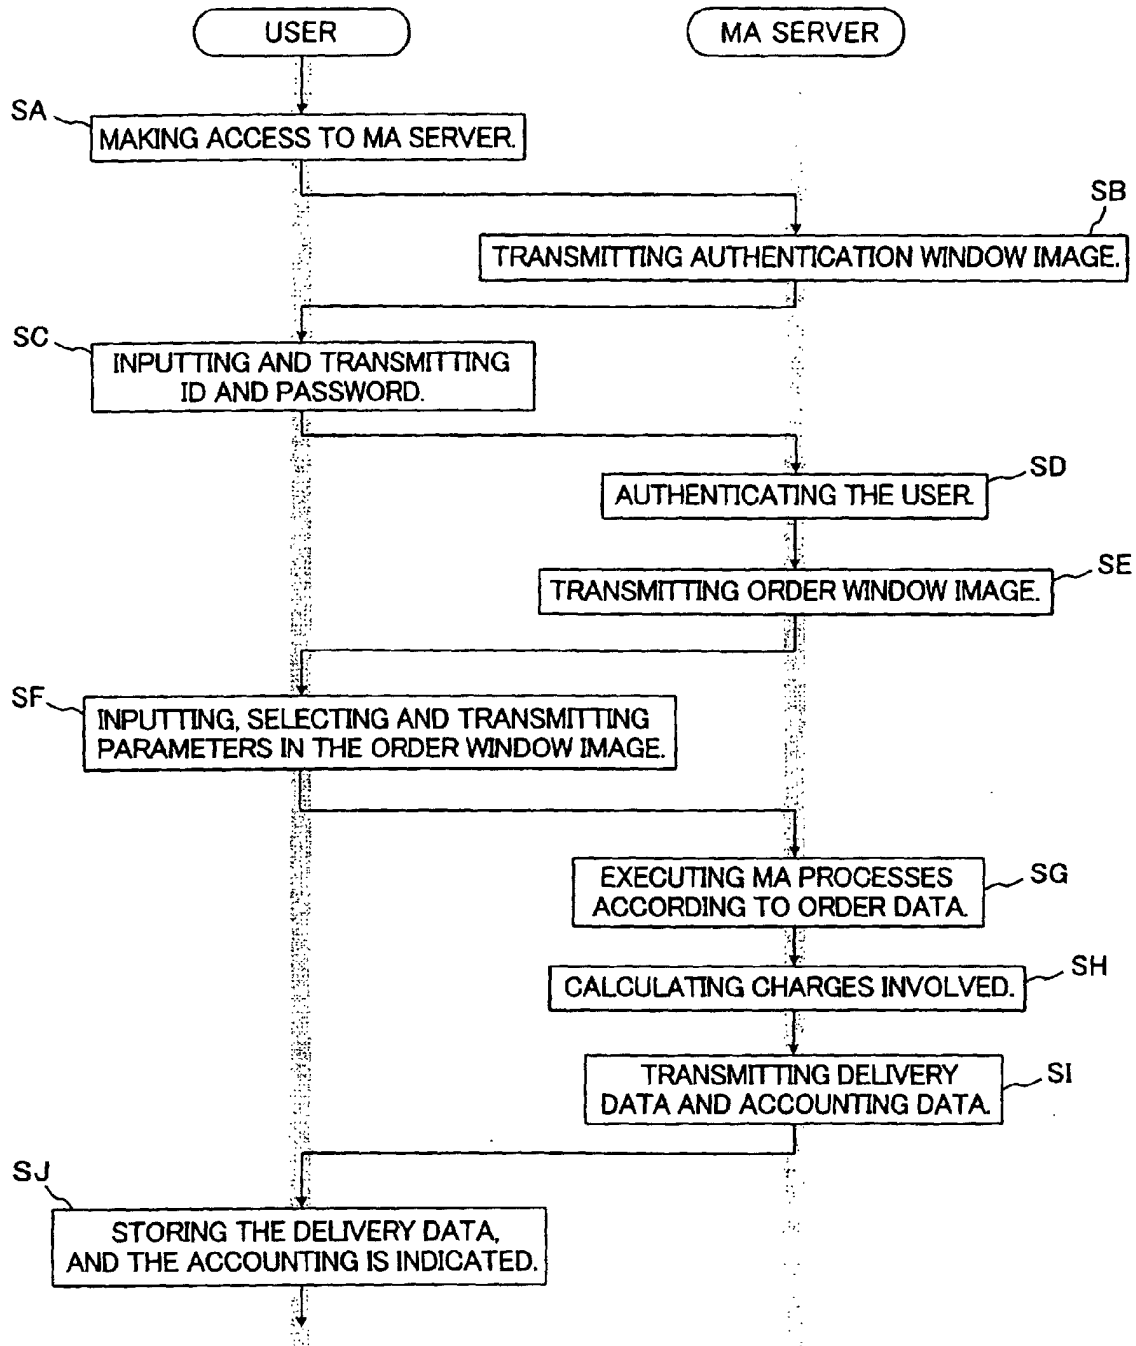 USER
MA SERVER
SA
MAKING ACCESS TO MA SERVER.
SB
TRANSMITTING AUTHENTICATION WINDOW IMAGE.
SC
INPUTTING AND TRANSMITTING
ID AND PASSWORD.
SD
AUTHENTICATING THE USER.
SE
TRANSMITTING ORDER WINDOW IMAGE.
SF
INPUTTING, SELECTING AND TRANSMITTING
PARAMETERS IN THE ORDER WINDOW IMAGE.
SG
EXECUTING MA PROCESSES
ACCORDING TO ORDER DATA.
SH
CALCULATING CHARGES INVOLVED.
SI
TRANSMITTING DELIVERY
DATA AND ACCOUNTING DATA.
SJ
STORING THE DELIVERY DATA,
AND THE ACCOUNTING IS INDICATED.